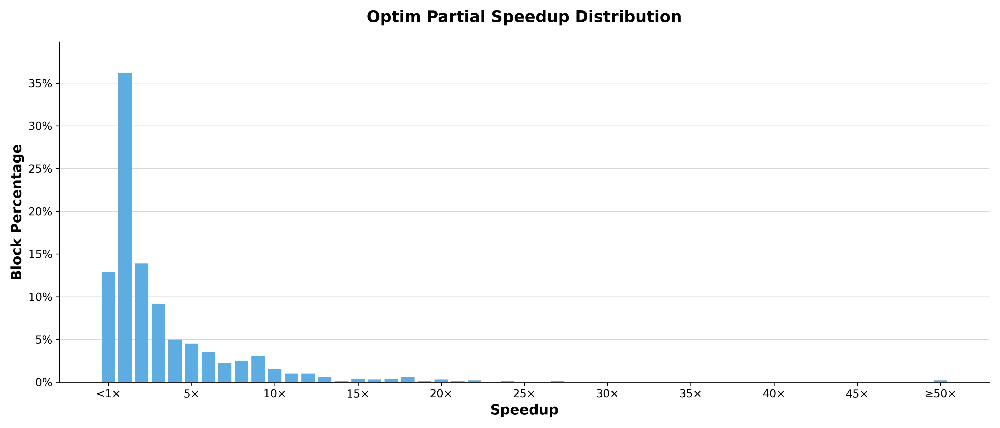 Optim Partial Speedup Distribution
Block Percentage
35%
30%
25%
20%
15%
10%
5%
0%
<1× 5× 10× 15× 20× 25× 30× 35× 40× 45× ≥50×
Speedup